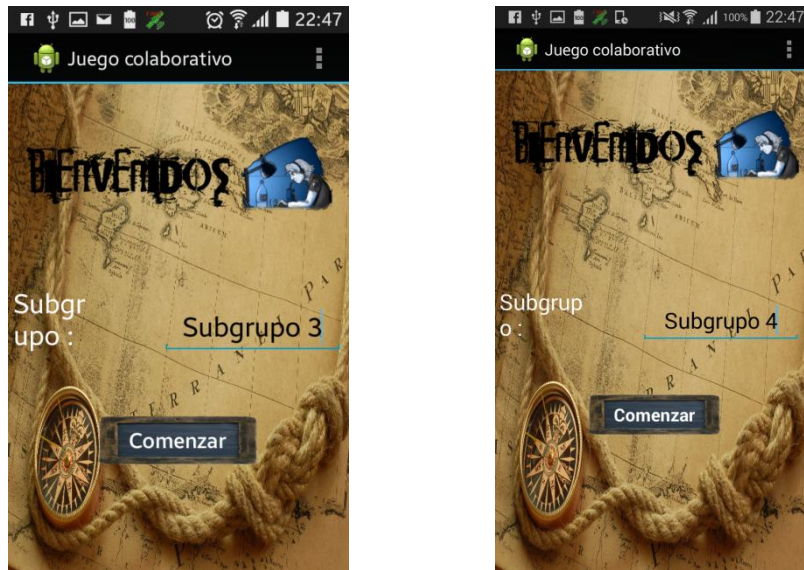 22:47
Juego colaborativo
BIENVENIDOS
Subgr
upo :
Subgrupo 3
Comenzar
100% 22:47
Juego colaborativo
BIENVENIDOS
Subgrup
o :
Subgrupo 4
Comenzar